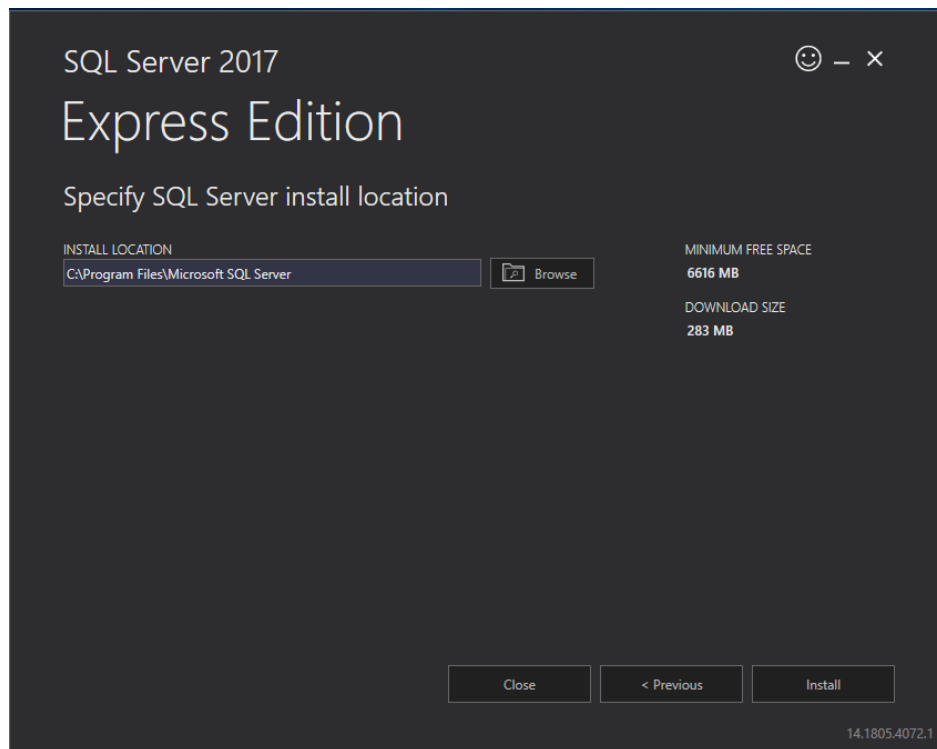 SQL Server 2017
Express Edition
Specify SQL Server install location
INSTALL LOCATION
C:\Program Files\Microsoft SQL Server
Browse
MINIMUM FREE SPACE
6616 MB
DOWNLOAD SIZE
283 MB
Close
< Previous
Install
14.1805.4072.1